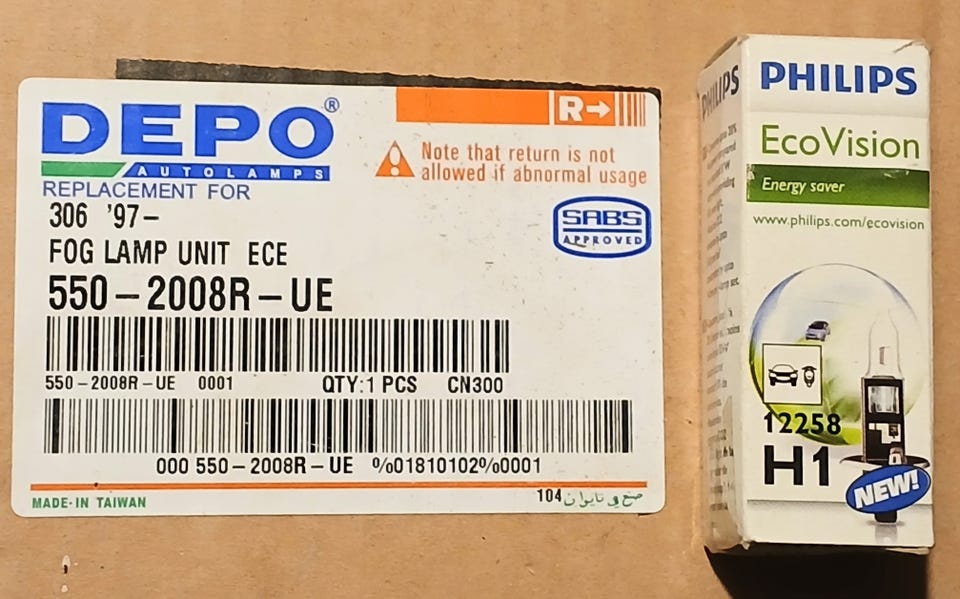 DEPO®
AUTOLAMPS
REPLACEMENT FOR
306 '97-
FOG LAMP UNIT ECE
550-2008R-UE
550-2008R-UE 0001 QTY:1 PCS CN300
000 550-2008R-UE %01810102%0001
MADE-IN TAIWAN
104 صنع في تايوان
R→
Note that return is not
allowed if abnormal usage
SABS
APPROVED
PHILIPS
PHILIPS
EcoVision
Energy saver
www.philips.com/ecovision
12258
H1
NEW!